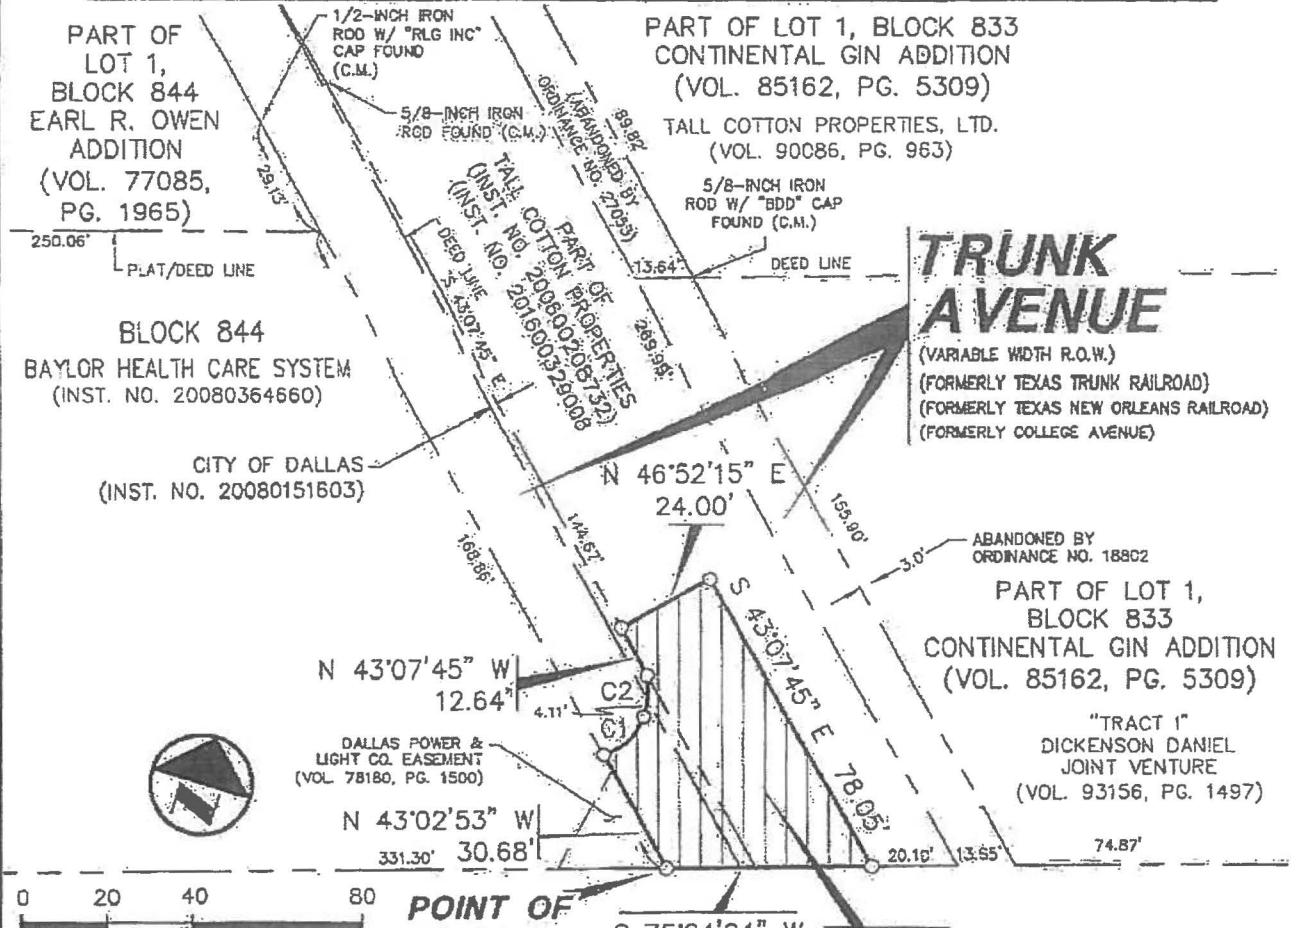 PART OF
LOT 1,
BLOCK 844
EARL R. OWEN
ADDITION
(VOL. 77085,
PG. 1965)
1/2-INCH IRON
ROD W/ "RLG INC"
CAP FOUND
(C.M.)
5/8-INCH IRON
ROD FOUND (C.M.)
(ABANDONED BY
ORDINANCE NO. 27053)
89.82'
PART OF LOT 1, BLOCK 833
CONTINENTAL GIN ADDITION
(VOL. 85162, PG. 5309)
TALL COTTON PROPERTIES, LTD.
(VOL. 90086, PG. 963)
5/8-INCH IRON
ROD W/ "BDD" CAP
FOUND (C.M.)
29.13'
250.06'
PLAT/DEED LINE
DEED LINE
S 43°07'45" E
PART OF
TALL COTTON PROPERTIES
(INST. NO. 200600208732)
(INST. NO. 201600329008
13.64'
DEED LINE
269.99'
TRUNK
AVENUE
(VARIABLE WIDTH R.O.W.)
(FORMERLY TEXAS TRUNK RAILROAD)
(FORMERLY TEXAS NEW ORLEANS RAILROAD)
(FORMERLY COLLEGE AVENUE)
BLOCK 844
BAYLOR HEALTH CARE SYSTEM
(INST. NO. 20080364660)
CITY OF DALLAS
(INST. NO. 20080151603)
N 46°52'15" E
24.00'
144.67'
168.86'
155.90'
3.0'
ABANDONED BY
ORDINANCE NO. 18802
PART OF LOT 1,
BLOCK 833
CONTINENTAL GIN ADDITION
(VOL. 85162, PG. 5309)
"TRACT 1"
DICKENSON DANIEL
JOINT VENTURE
(VOL. 93156, PG. 1497)
S 43°07'45" E 78.05'
N 43°07'45" W
12.64"
C2
4.11'
C1
DALLAS POWER &
LIGHT CO. EASEMENT
(VOL. 78180, PG. 1500)
N 43°02'53" W
30.68'
331.30'
20.10'
13.65'
74.87'
0 20 40 80
POINT OF